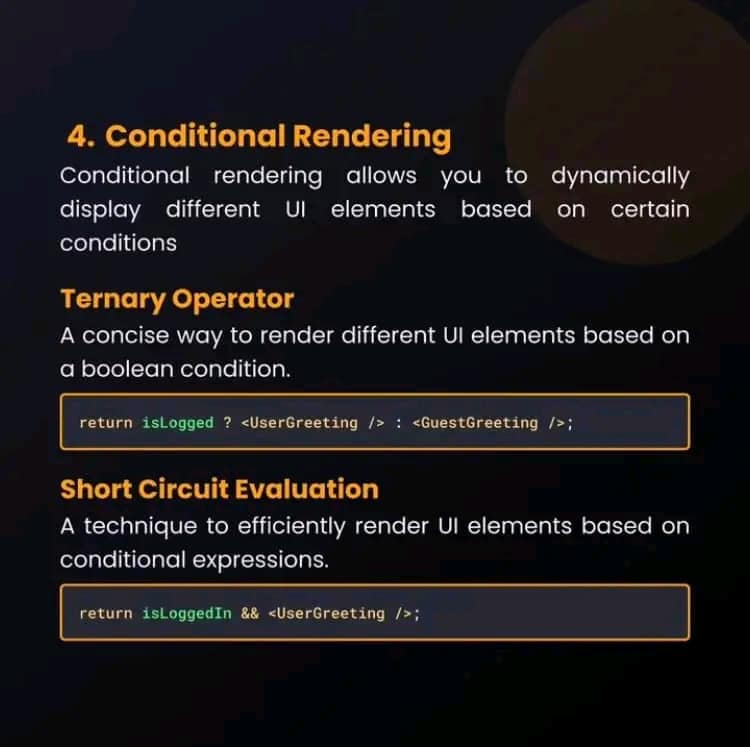 4. Conditional Rendering
Conditional rendering allows you to dynamically
display different UI elements based on certain
conditions
Ternary Operator
A concise way to render different UI elements based on
a boolean condition.
return isLogged ? <UserGreeting /> : <GuestGreeting />;
Short Circuit Evaluation
A technique to efficiently render UI elements based on
conditional expressions.
return isLoggedIn && <UserGreeting />;